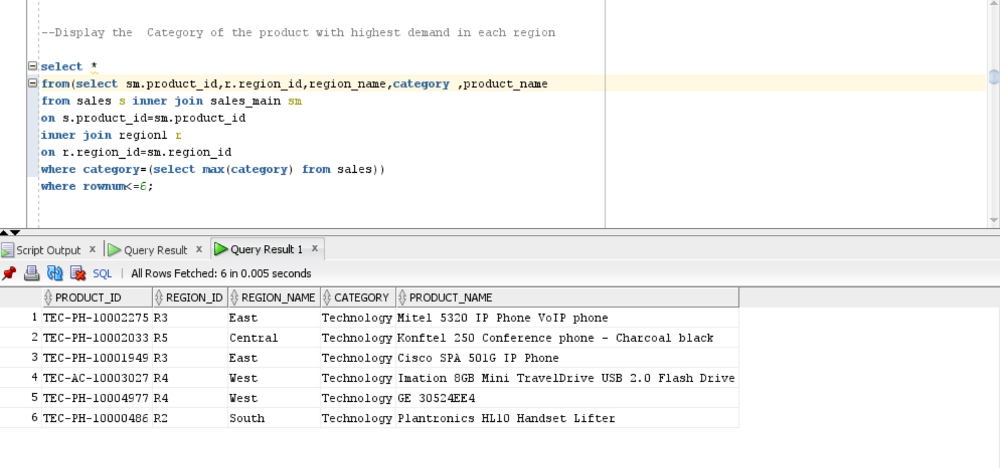 --Display the  Category of the product with highest demand in each region
select *
from(select sm.product_id,r.region_id,region_name,category ,product_name
from sales s inner join sales_main sm
on s.product_id=sm.product_id
inner join region1 r
on r.region_id=sm.region_id
where category=(select max(category) from sales))
where rownum<=6;
Script Output x Query Result x Query Result 1 x
SQL | All Rows Fetched: 6 in 0.005 seconds
PRODUCT_ID REGION_ID REGION_NAME CATEGORY PRODUCT_NAME
1 TEC-PH-10002275 R3 East Technology Mitel 5320 IP Phone VoIP phone
2 TEC-PH-10002033 R5 Central Technology Konftel 250 Conference phone - Charcoal black
3 TEC-PH-10001949 R3 East Technology Cisco SPA 501G IP Phone
4 TEC-AC-10003027 R4 West Technology Imation 8GB Mini TravelDrive USB 2.0 Flash Drive
5 TEC-PH-10004977 R4 West Technology GE 30524EE4
6 TEC-PH-10000486 R2 South Technology Plantronics HL10 Handset Lifter